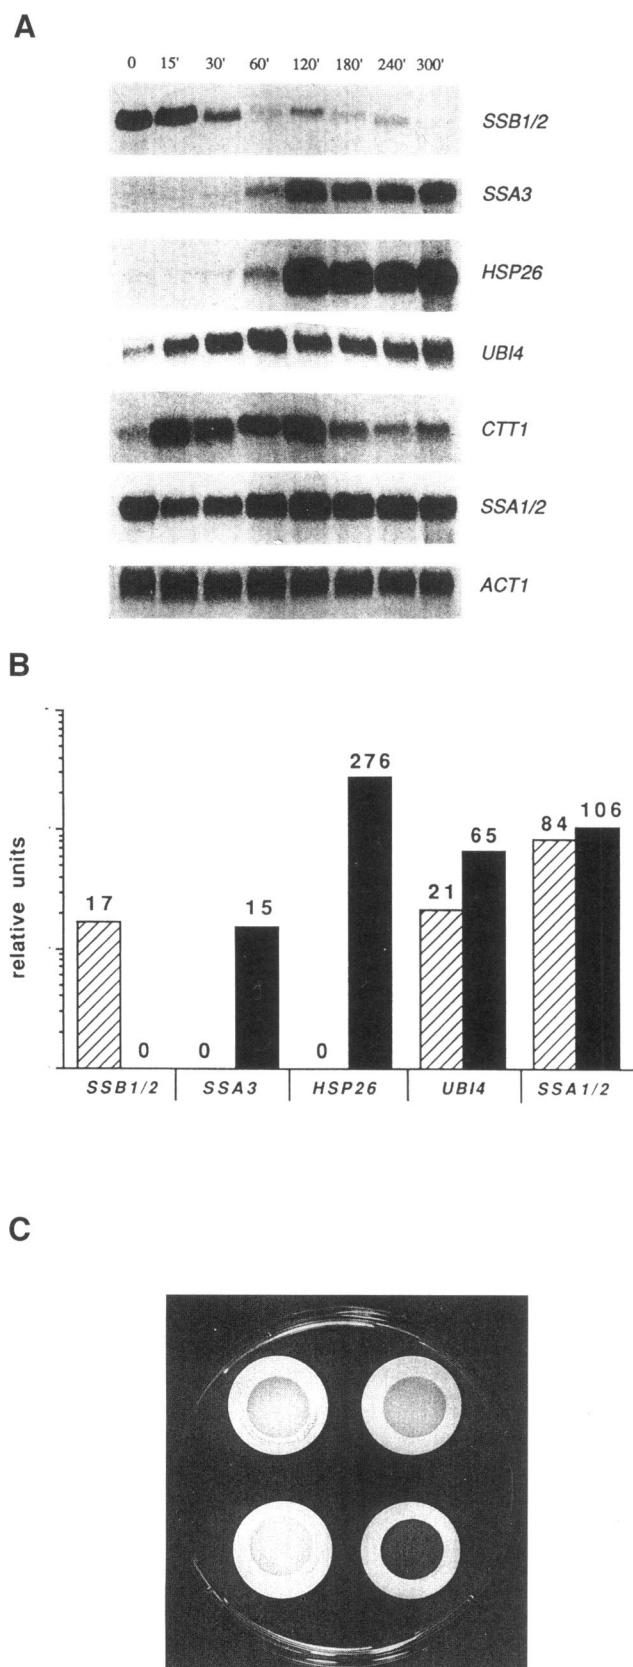 A
0 15' 30' 60' 120' 180' 240' 300'
SSB1/2
SSA3
HSP26
UBI4
CTT1
SSA1/2
ACT1
B
relative units
17 0 0 15 0 276 21 65 84 106
SSB1/2 SSA3 HSP26 UBI4 SSA1/2
C